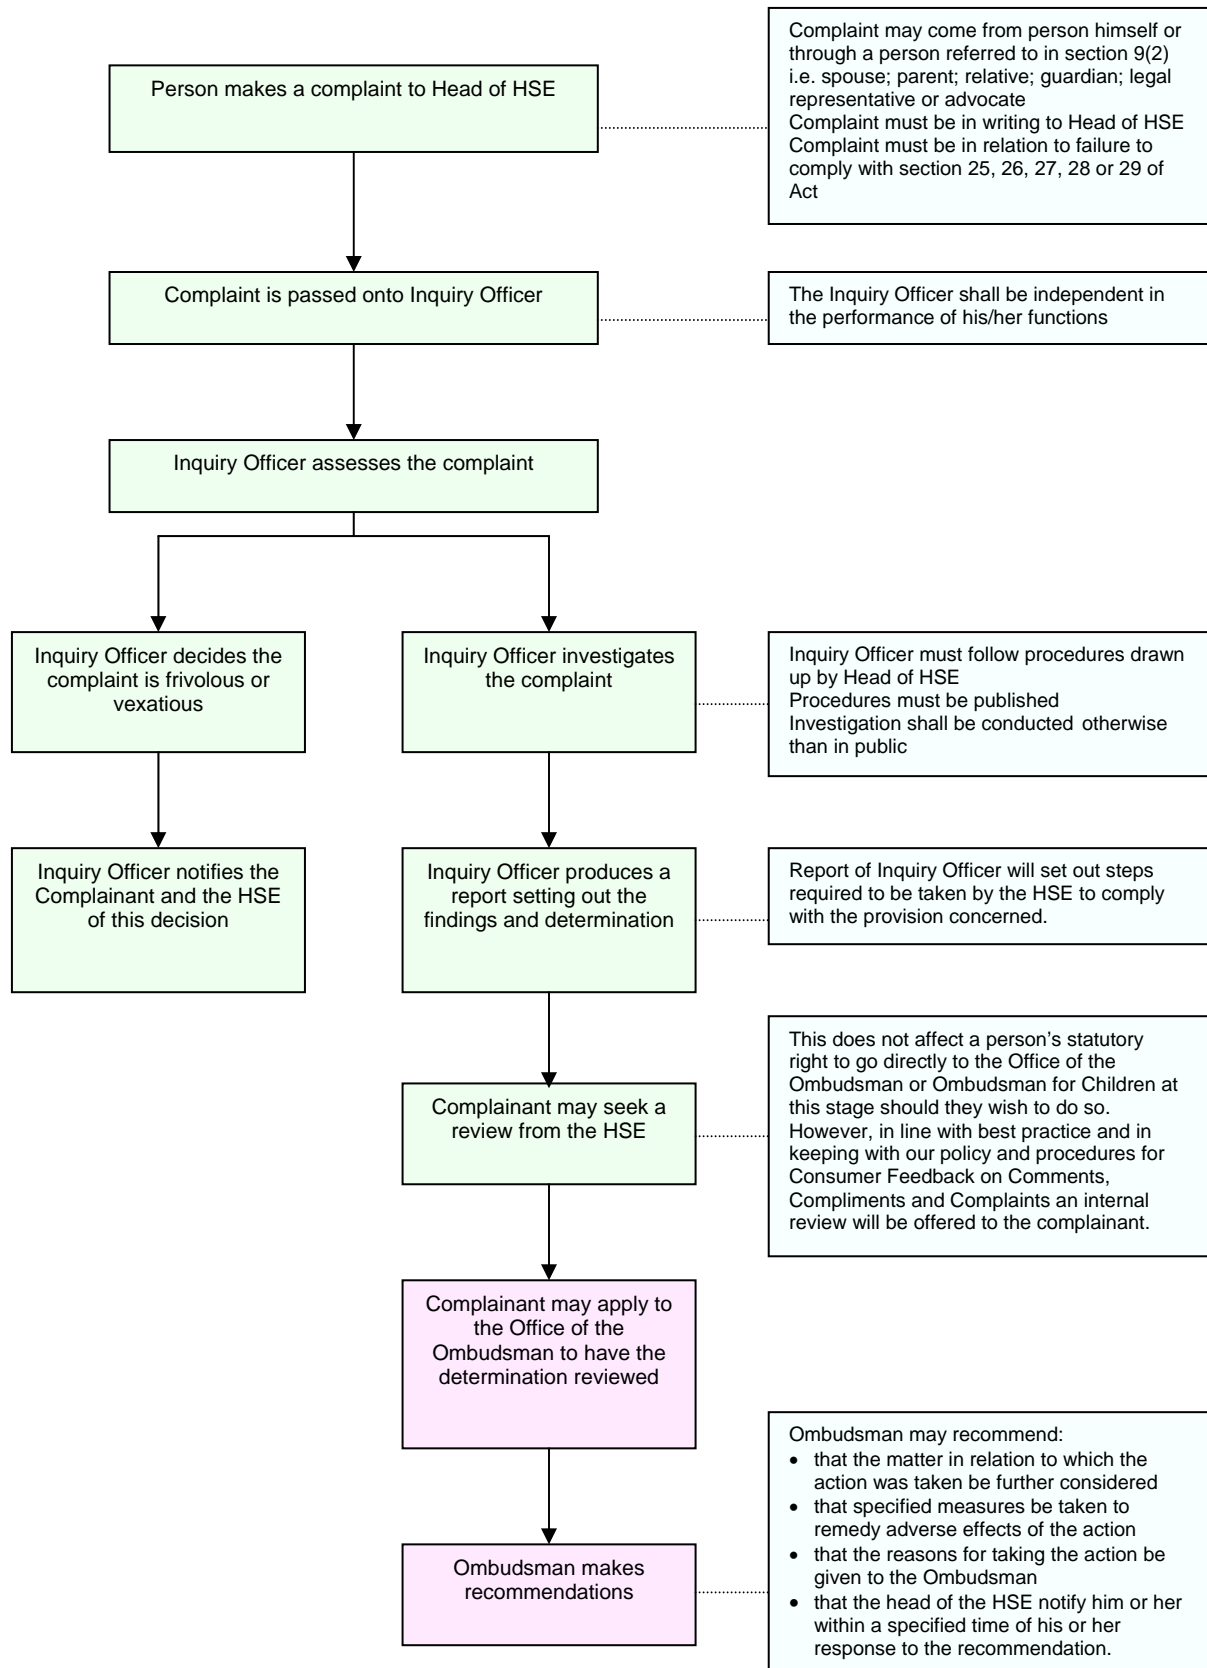 Person makes a complaint to Head of HSE
Complaint may come from person himself or
through a person referred to in section 9(2)
i.e. spouse; parent; relative; guardian; legal
representative or advocate
Complaint must be in writing to Head of HSE
Complaint must be in relation to failure to
comply with section 25, 26, 27, 28 or 29 of
Act
Complaint is passed onto Inquiry Officer
The Inquiry Officer shall be independent in
the performance of his/her functions
Inquiry Officer assesses the complaint
Inquiry Officer decides the
complaint is frivolous or
vexatious
Inquiry Officer investigates
the complaint
Inquiry Officer must follow procedures drawn
up by Head of HSE
Procedures must be published
Investigation shall be conducted otherwise
than in public
Inquiry Officer notifies the
Complainant and the HSE
of this decision
Inquiry Officer produces a
report setting out the
findings and determination
Report of Inquiry Officer will set out steps
required to be taken by the HSE to comply
with the provision concerned.
Complainant may seek a
review from the HSE
This does not affect a person's statutory
right to go directly to the Office of the
Ombudsman or Ombudsman for Children at
this stage should they wish to do so.
However, in line with best practice and in
keeping with our policy and procedures for
Consumer Feedback on Comments,
Compliments and Complaints an internal
review will be offered to the complainant.
Complainant may apply to
the Office of the
Ombudsman to have the
determination reviewed
Ombudsman makes
recommendations
Ombudsman may recommend:
• that the matter in relation to which the
action was taken be further considered
• that specified measures be taken to
remedy adverse effects of the action
• that the reasons for taking the action be
given to the Ombudsman
• that the head of the HSE notify him or her
within a specified time of his or her
response to the recommendation.